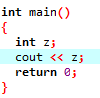 int main()
{
  int z;
  cout << z;
  return 0;
}